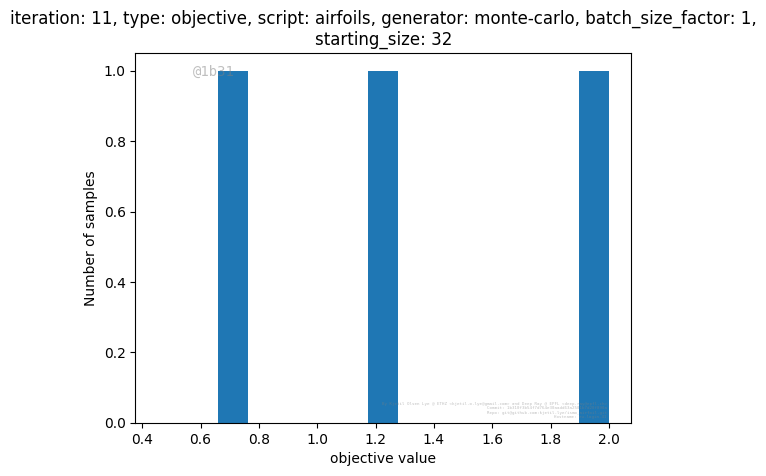 iteration: 11, type: objective, script: airfoils, generator: monte-carlo, batch_size_factor: 1,
starting_size: 32
@1b31
1.0
0.8
0.6
0.4
0.2
0.0
Number of samples
0.4 0.6 0.8 1.0 1.2 1.4 1.6 1.8 2.0
objective value